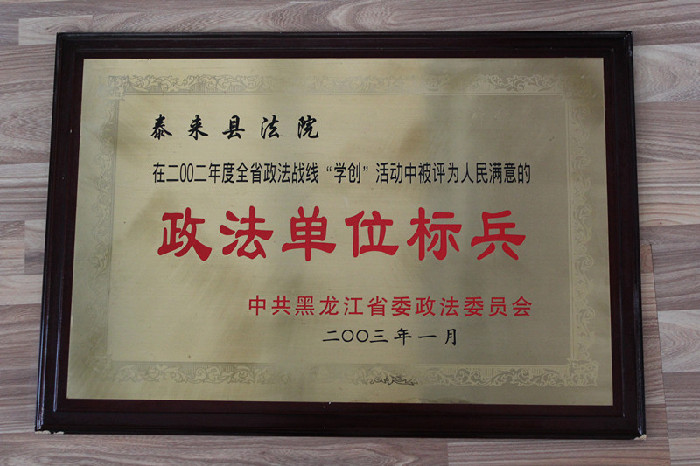 泰来县法院
在二00二年度全省政法战线“学创”活动中被评为人民满意的
政法单位标兵
中共黑龙江省委政法委员会
二00三年一月